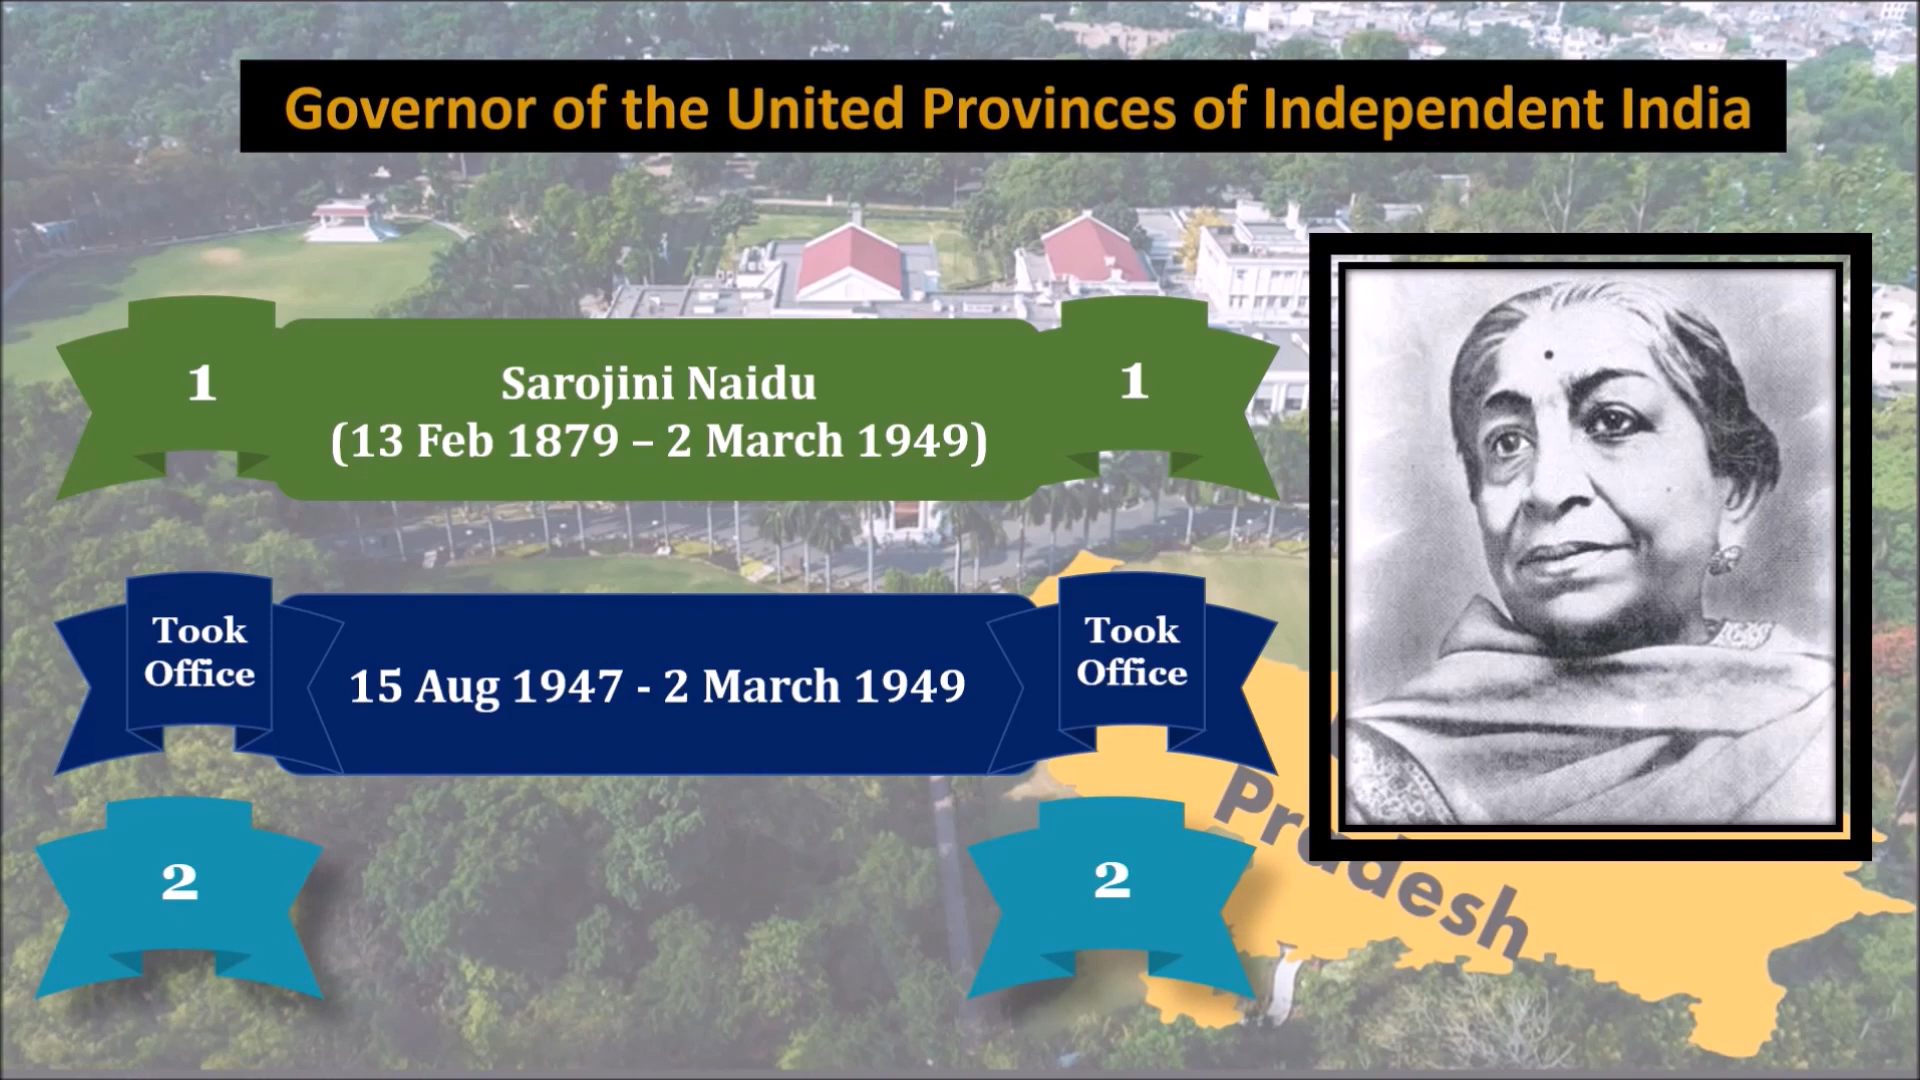 Governor of the United Provinces of Independent India
1
Sarojini Naidu
(13 Feb 1879 – 2 March 1949)
1
Took
Office
15 Aug 1947 - 2 March 1949
Took
Office
2
2
Pradesh